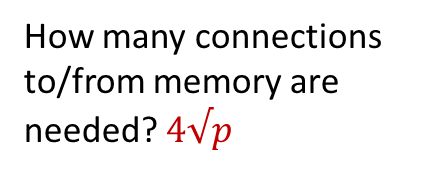 How many connections
to/from memory are
needed? 4√p